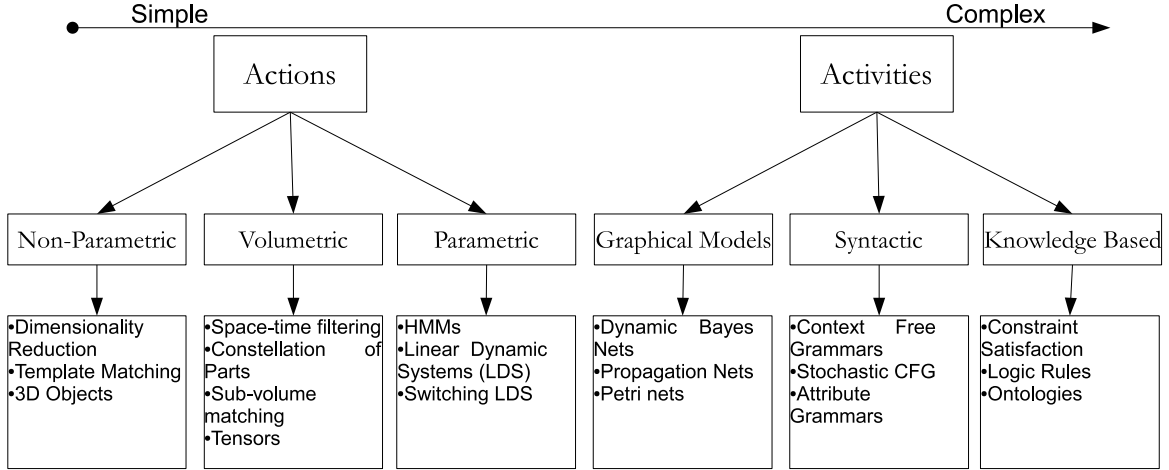 Simple Complex
Actions Activities
Non-Parametric Volumetric Parametric Graphical Models Syntactic Knowledge Based
•Dimensionality
Reduction
•Template Matching
•3D Objects
•Space-time filtering
•Constellation of
Parts
•Sub-volume
matching
•Tensors
•HMMs
•Linear Dynamic
Systems (LDS)
•Switching LDS
•Dynamic Bayes
Nets
•Propagation Nets
•Petri nets
•Context Free
Grammars
•Stochastic CFG
•Attribute
Grammars
•Constraint
Satisfaction
•Logic Rules
•Ontologies